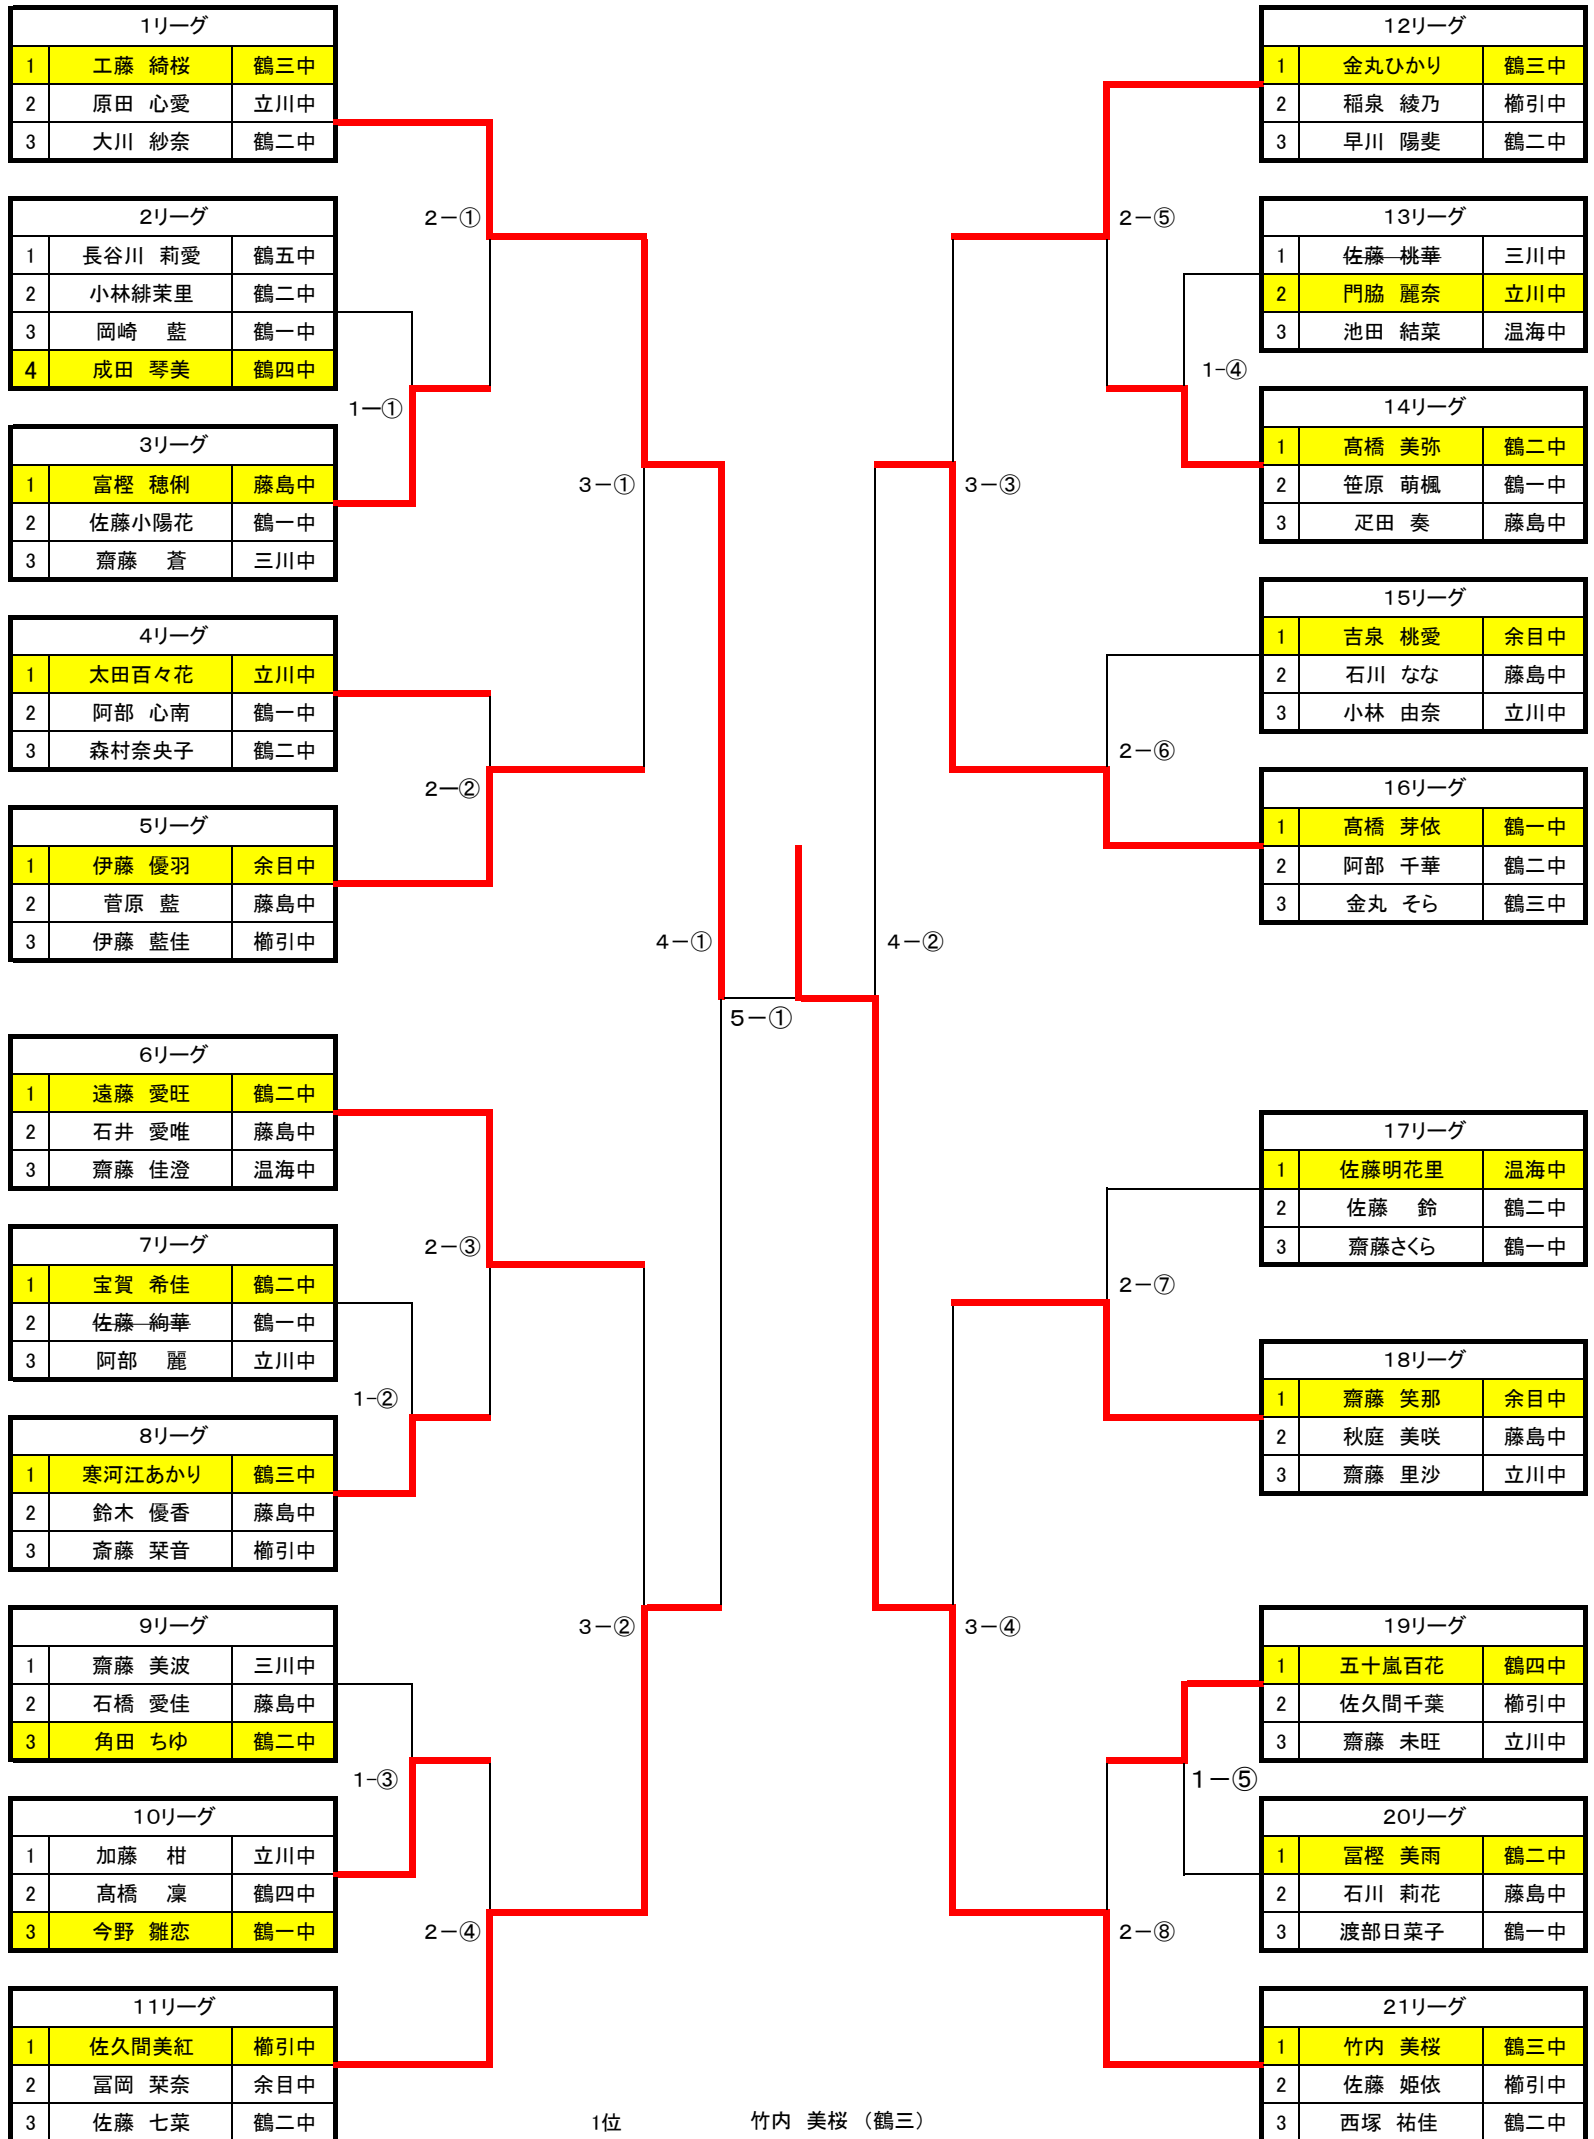 1リーグ
1 工藤 綺桜 鶴三中
2 原田 心愛 立川中
3 大川 紗奈 鶴二中
2リーグ
1 長谷川 莉愛 鶴五中
2 小林緋茉里 鶴二中
3 岡崎 藍 鶴一中
4 成田 琴美 鶴四中
3リーグ
1 富樫 穂俐 藤島中
2 佐藤小陽花 鶴一中
3 齋藤 蒼 三川中
4リーグ
1 太田百々花 立川中
2 阿部 心南 鶴一中
3 森村奈央子 鶴二中
5リーグ
1 伊藤 優羽 余目中
2 菅原 藍 藤島中
3 伊藤 藍佳 櫛引中
6リーグ
1 遠藤 愛旺 鶴二中
2 石井 愛唯 藤島中
3 齋藤 佳澄 温海中
7リーグ
1 宝賀 希佳 鶴二中
2 佐藤 絢華 鶴一中
3 阿部 麗 立川中
8リーグ
1 寒河江あかり 鶴三中
2 鈴木 優香 藤島中
3 斎藤 栞音 櫛引中
9リーグ
1 齋藤 美波 三川中
2 石橋 愛佳 藤島中
3 角田 ちゆ 鶴二中
10リーグ
1 加藤 柑 立川中
2 髙橋 凜 鶴四中
3 今野 雛恋 鶴一中
11リーグ
1 佐久間美紅 櫛引中
2 冨岡 栞奈 余目中
3 佐藤 七菜 鶴二中
2－①
1－①
3－①
2－②
4－①
5－①
2－③
1-②
3－②
1-③
2－④
1位 竹内 美桜 （鶴三）
2－⑤
1-④
3－③
2－⑥
4－②
2－⑦
3－④
1－⑤
2－⑧
12リーグ
1 金丸ひかり 鶴三中
2 稲泉 綾乃 櫛引中
3 早川 陽斐 鶴二中
13リーグ
1 佐藤 桃華 三川中
2 門脇 麗奈 立川中
3 池田 結菜 温海中
14リーグ
1 髙橋 美弥 鶴二中
2 笹原 萌楓 鶴一中
3 疋田 奏 藤島中
15リーグ
1 吉泉 桃愛 余目中
2 石川 なな 藤島中
3 小林 由奈 立川中
16リーグ
1 髙橋 芽依 鶴一中
2 阿部 千華 鶴二中
3 金丸 そら 鶴三中
17リーグ
1 佐藤明花里 温海中
2 佐藤 鈴 鶴二中
3 齋藤さくら 鶴一中
18リーグ
1 齋藤 笑那 余目中
2 秋庭 美咲 藤島中
3 齋藤 里沙 立川中
19リーグ
1 五十嵐百花 鶴四中
2 佐久間千葉 櫛引中
3 齋藤 未旺 立川中
20リーグ
1 冨樫 美雨 鶴二中
2 石川 莉花 藤島中
3 渡部日菜子 鶴一中
21リーグ
1 竹内 美桜 鶴三中
2 佐藤 姫依 櫛引中
3 西塚 祐佳 鶴二中